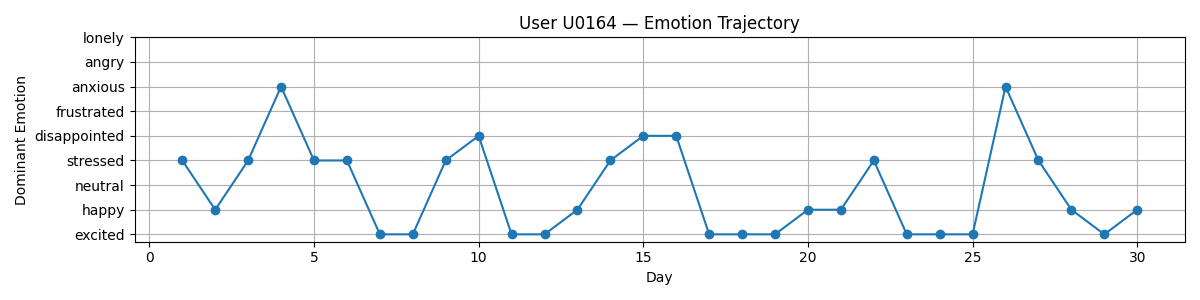 User U0164 — Emotion Trajectory
Dominant Emotion
lonely
angry
anxious
frustrated
disappointed
stressed
neutral
happy
excited
0 5 10 15 20 25 30
Day